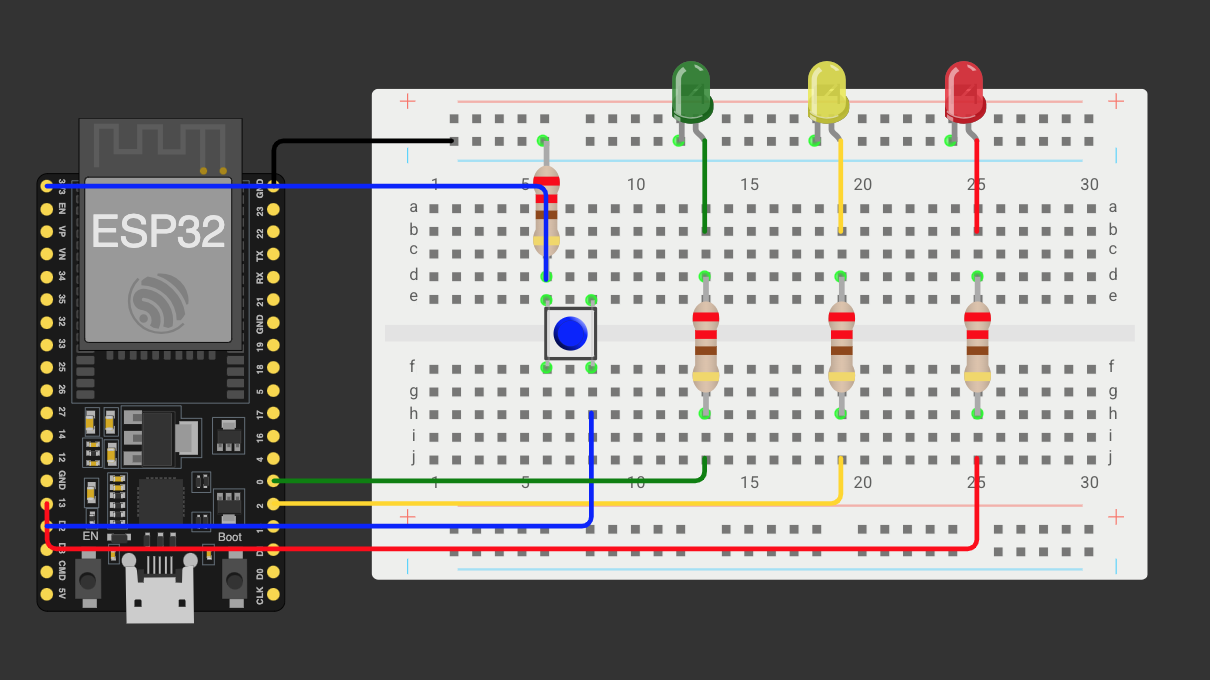 ESP32
3V3
EN
VP
VN
34
35
32
33
25
26
27
14
12
GND
13
D2
D3
CMD
5V
GND
23
22
TX
RX
21
GND
19
18
5
17
16
4
0
2
D0
CLK
EN
Boot
+ +
1 5 10 15 20 25 30
a a
b b
c c
d d
e e
f f
g g
h h
i i
j j
1 5 10 15 20 25 30
+ +